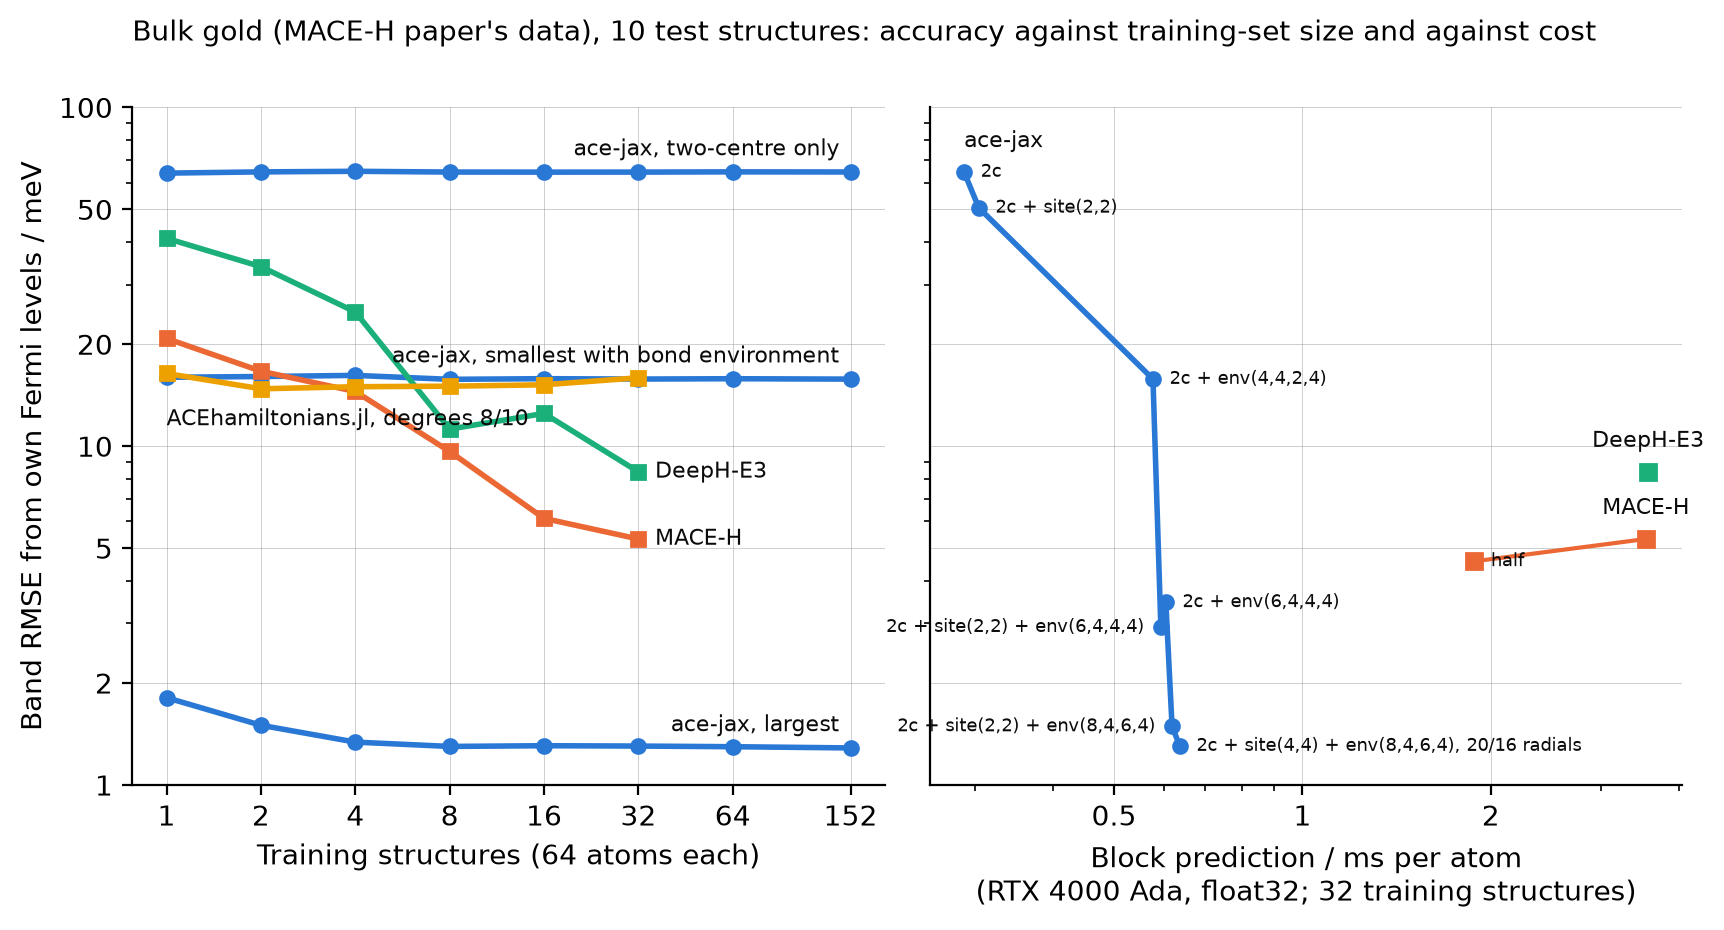 Bulk gold (MACE-H paper's data), 10 test structures: accuracy against training-set size and against cost
Band RMSE from own Fermi levels / meV
100
50
20
10
5
2
1
ace-jax, two-centre only
ace-jax, smallest with bond environment
ACEhamiltonians.jl, degrees 8/10
DeepH-E3
MACE-H
ace-jax, largest
1
2
4
8
16
32
64
152
Training structures (64 atoms each)
ace-jax
2c
2c + site(2,2)
2c + env(4,4,2,4)
DeepH-E3
MACE-H
half
2c + env(6,4,4,4)
2c + site(2,2) + env(6,4,4,4)
2c + site(2,2) + env(8,4,6,4)
2c + site(4,4) + env(8,4,6,4), 20/16 radials
0.5
1
2
Block prediction / ms per atom
(RTX 4000 Ada, float32; 32 training structures)